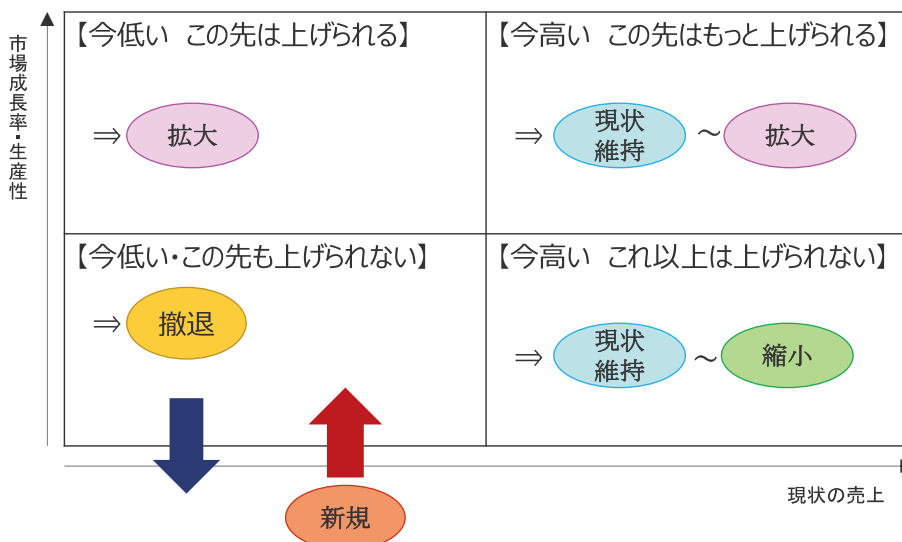 市場成長率・生産性
【今低い この先は上げられる】
⇒ 拡大
【今高い この先はもっと上げられる】
⇒ 現状
維持 ～ 拡大
【今低い・この先も上げられない】
⇒ 撤退
【今高い これ以上は上げられない】
⇒ 現状
維持 ～ 縮小
現状の売上
新規